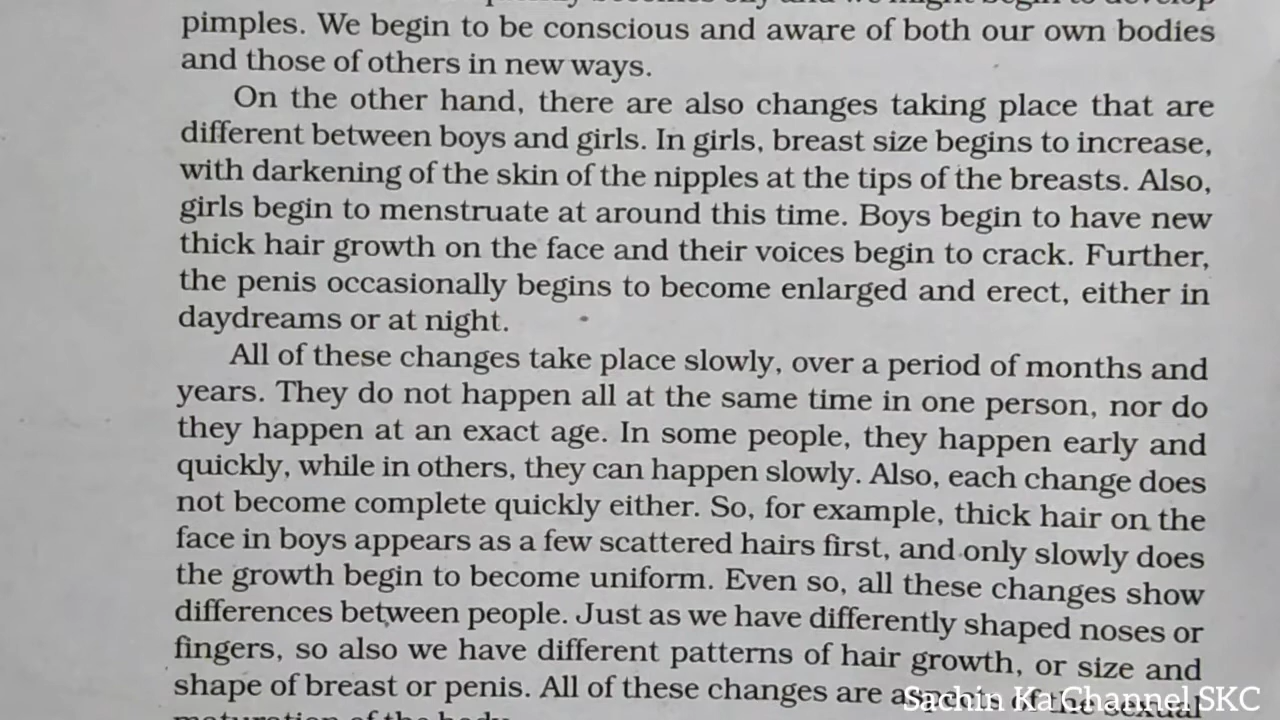 pimples. We begin to be conscious and aware of both our own bodies
and those of others in new ways.
On the other hand, there are also changes taking place that are
different between boys and girls. In girls, breast size begins to increase,
with darkening of the skin of the nipples at the tips of the breasts. Also,
girls begin to menstruate at around this time. Boys begin to have new
thick hair growth on the face and their voices begin to crack. Further,
the penis occasionally begins to become enlarged and erect, either in
daydreams or at night.
All of these changes take place slowly, over a period of months and
years. They do not happen all at the same time in one person, nor do
they happen at an exact age. In some people, they happen early and
quickly, while in others, they can happen slowly. Also, each change does
not become complete quickly either. So, for example, thick hair on the
face in boys appears as a few scattered hairs first, and only slowly does
the growth begin to become uniform. Even so, all these changes show
differences between people. Just as we have differently shaped noses or
fingers, so also we have different patterns of hair growth, or size and
shape of breast or penis. All of these changes are
Sachin Ka Channel SKC